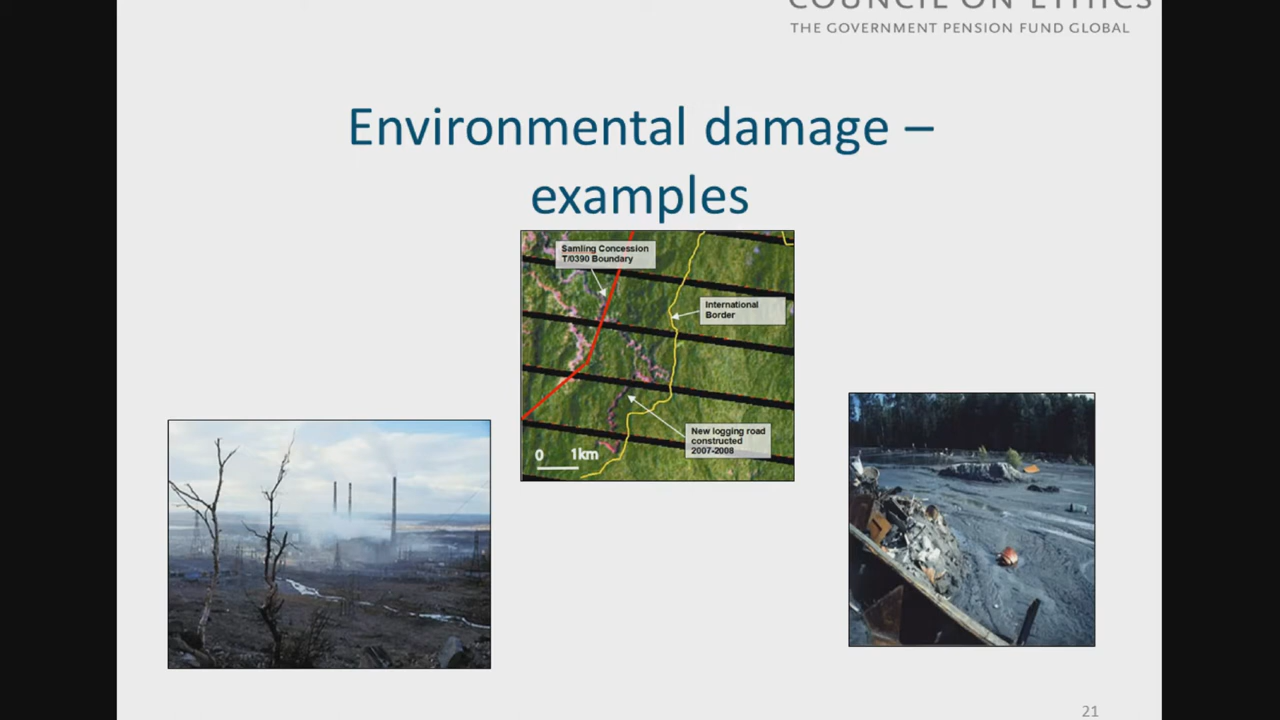 COUNCIL ON ETHICS
THE GOVERNMENT PENSION FUND GLOBAL
Environmental damage –
examples
Samling Concession
T/0390 Boundary
International
Border
New logging road
constructed
2007-2008
0 1km
21